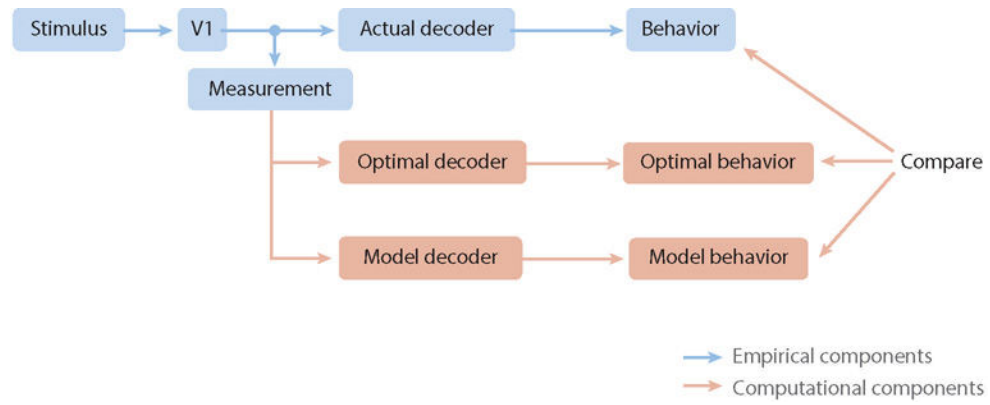 Stimulus
V1
Actual decoder
Behavior
Measurement
Optimal decoder
Optimal behavior
Compare
Model decoder
Model behavior
Empirical components
Computational components